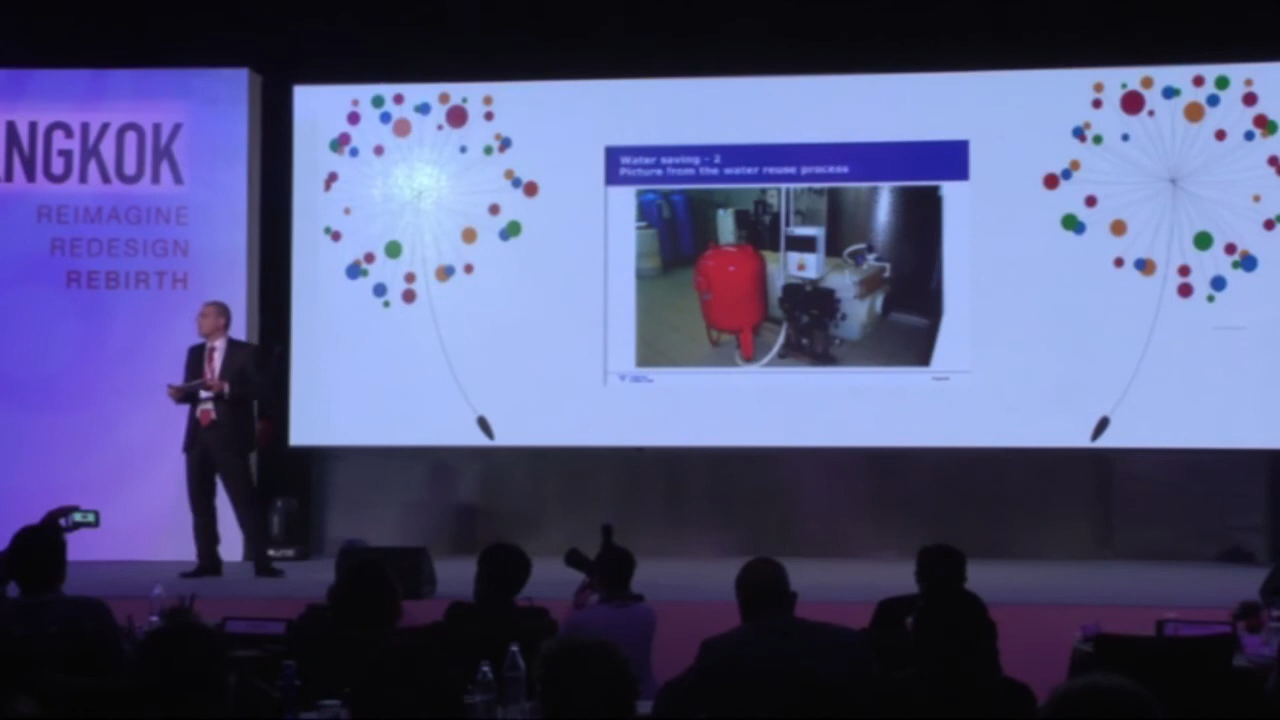 NGKOK
REIMAGINE
REDESIGN
REBIRTH
Water saving - 2
Picture from the water reuse process